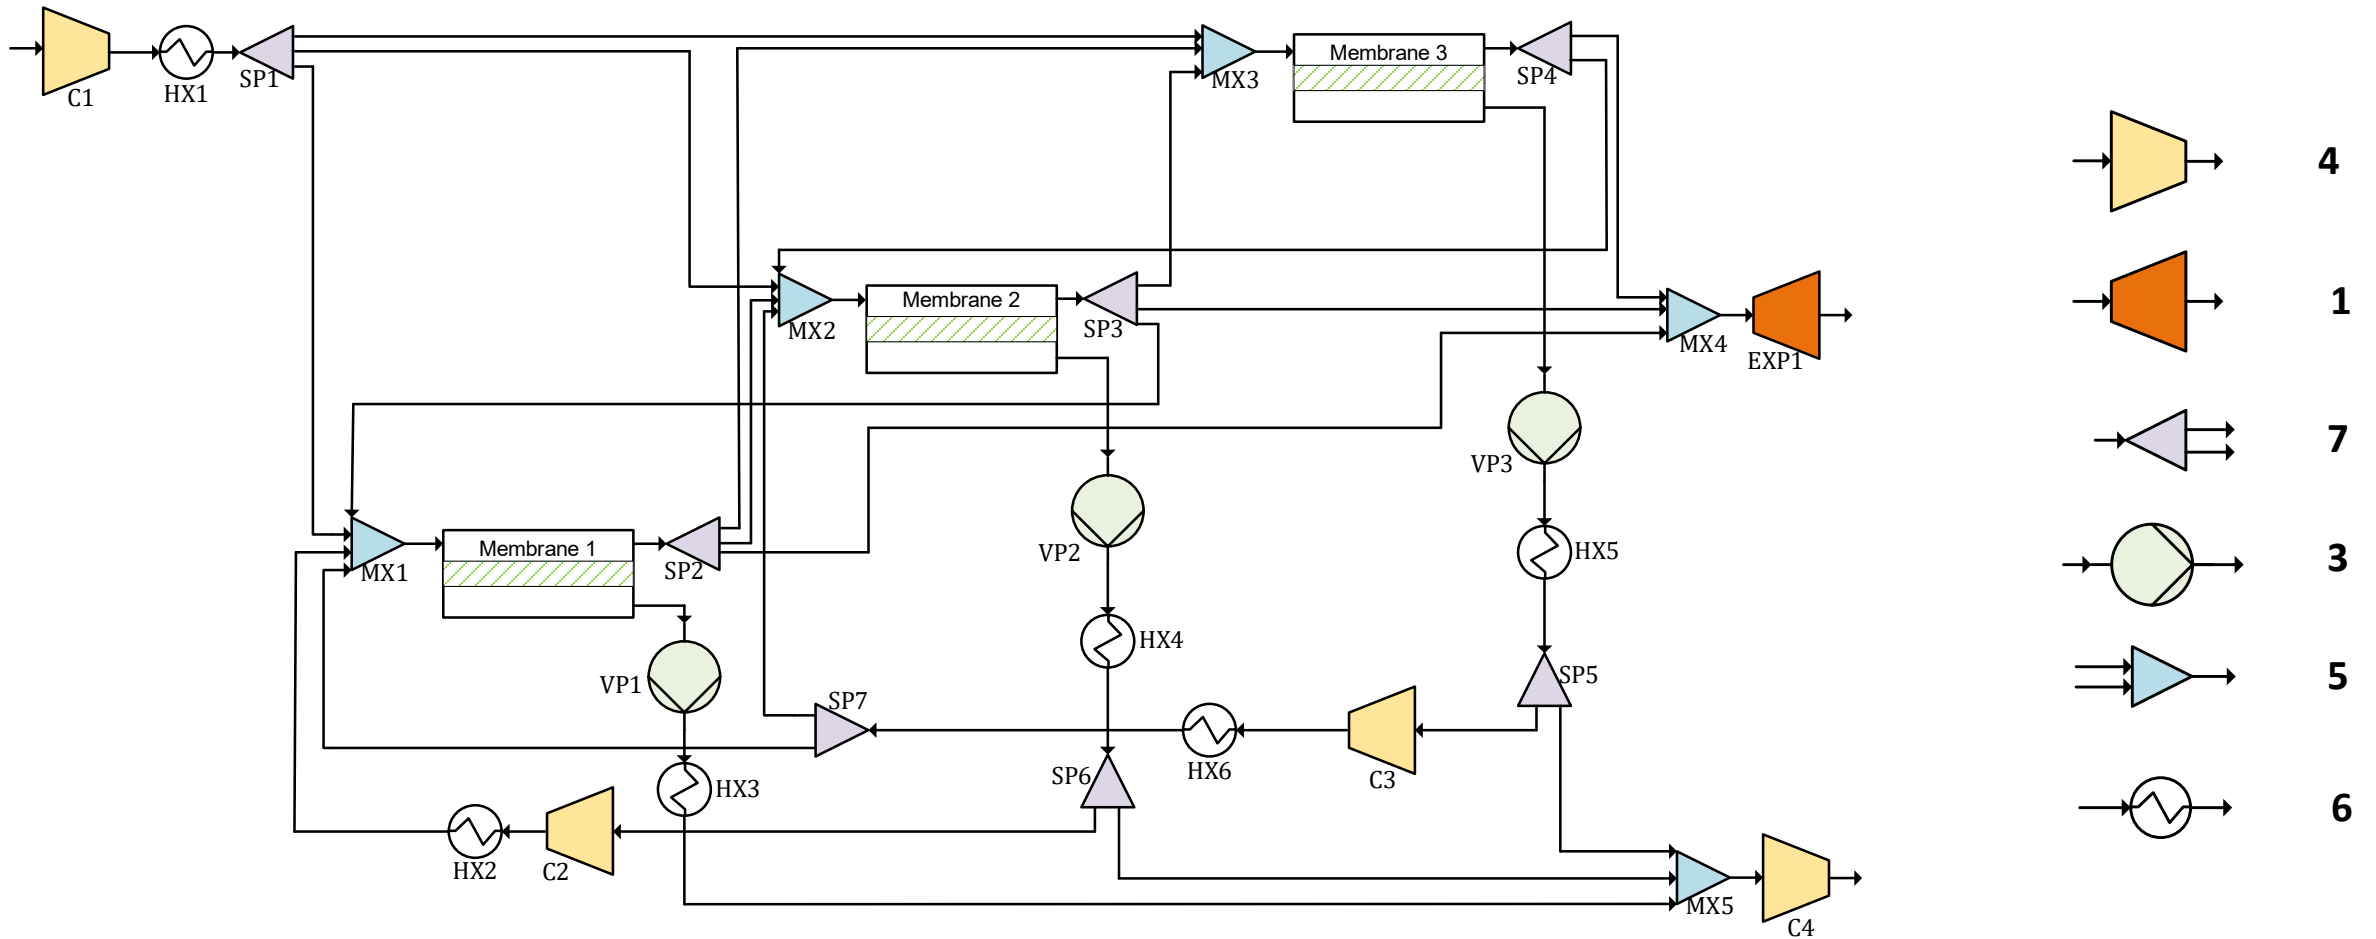 C1
HX1
SP1
MX3
Membrane 3
SP4
4
MX2
Membrane 2
SP3
MX4
EXP1
1
7
VP3
MX1
Membrane 1
SP2
VP2
HX5
3
VP1
HX4
SP7
SP5
5
HX3
SP6
HX6
C3
6
HX2
C2
MX5
C4